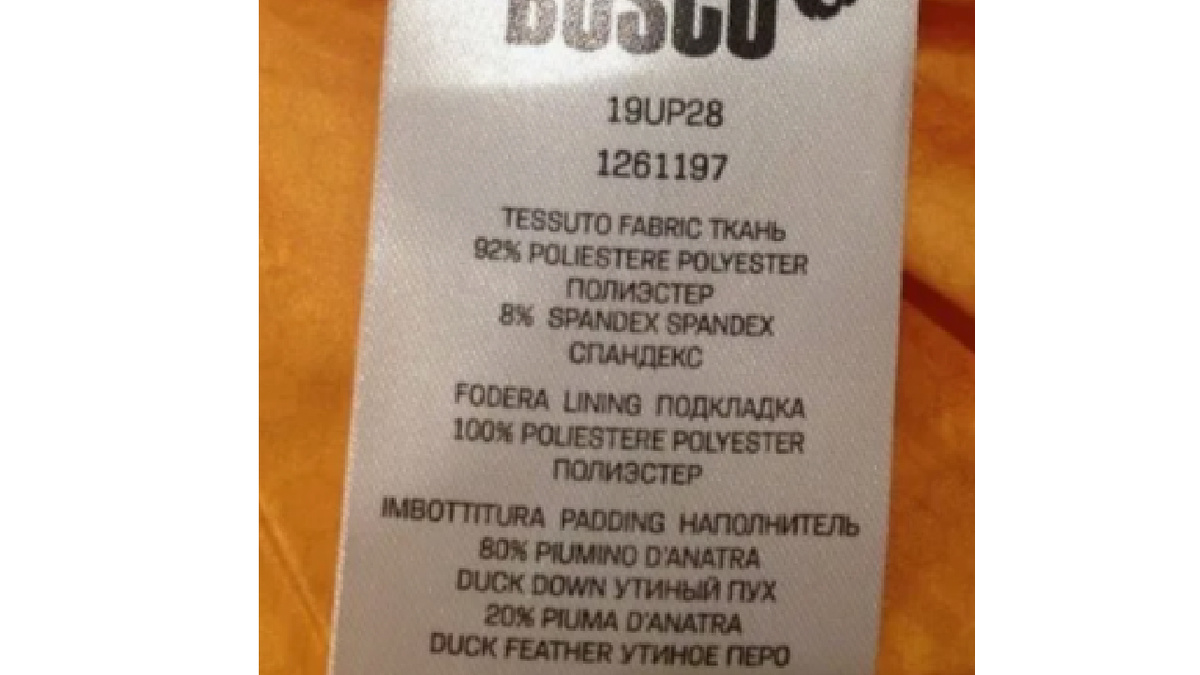 BOSCO
19UP28
1261197
TESSUTO FABRIC ТКАНЬ
92% POLIESTERE POLYESTER
ПОЛИЭСТЕР
8% SPANDEX SPANDEX
СПАНДЕКС
FODERA LINING ПОДКЛАДКА
100% POLIESTERE POLYESTER
ПОЛИЭСТЕР
IMBOTTITURA PADDING НАПОЛНИТЕЛЬ
80% PIUMINO D'ANATRA
DUCK DOWN УТИНЫЙ ПУХ
20% PIUMA D'ANATRA
DUCK FEATHER УТИНОЕ ПЕРО